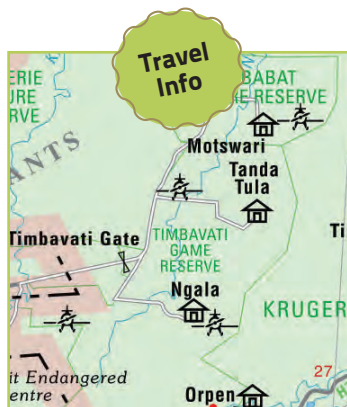 Travel
Info
ERIE
URE
RVE
BABAT
E RESERVE
ANTS
Motswari
Tanda
Tula
Timbavati Gate
TIMBAVATI
GAME
RESERVE
Ti
Ngala
KRUGER
it Endangered
entre
Orpen
27
H